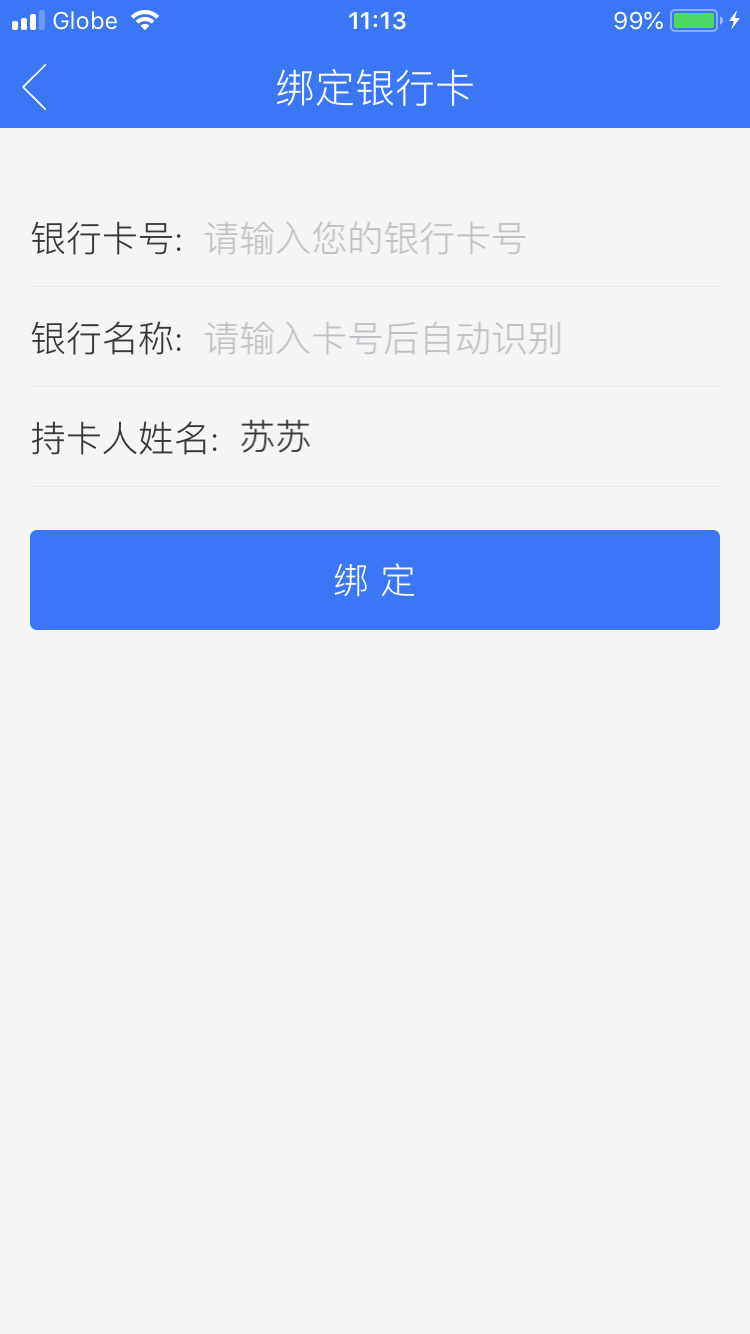 Globe 11:13 99%
绑定银行卡
银行卡号: 请输入您的银行卡号
银行名称: 请输入卡号后自动识别
持卡人姓名: 苏苏
绑 定